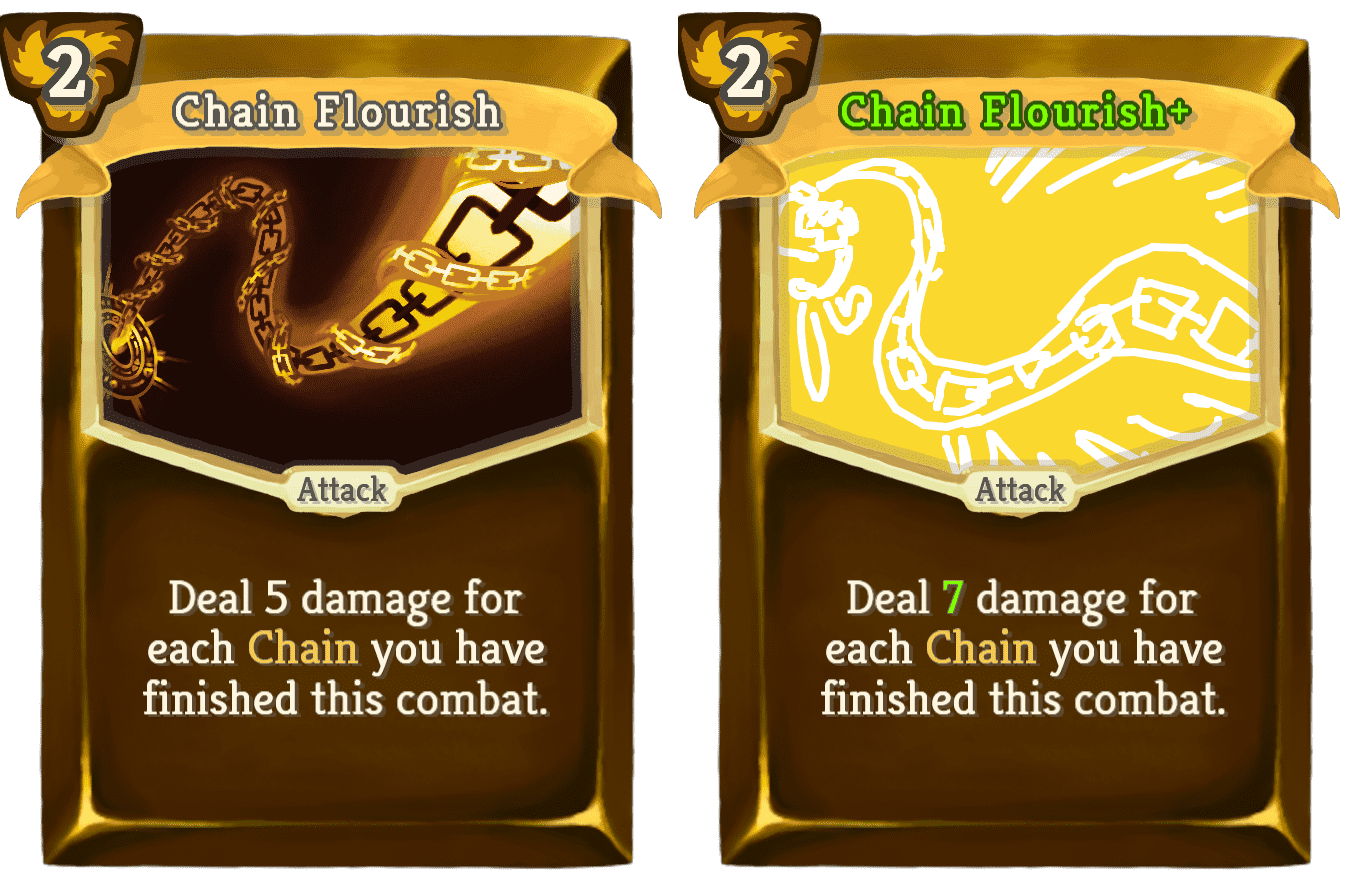 2
Chain Flourish
Attack
Deal 5 damage for
each Chain you have
finished this combat.
2
Chain Flourish+
Attack
Deal 7 damage for
each Chain you have
finished this combat.